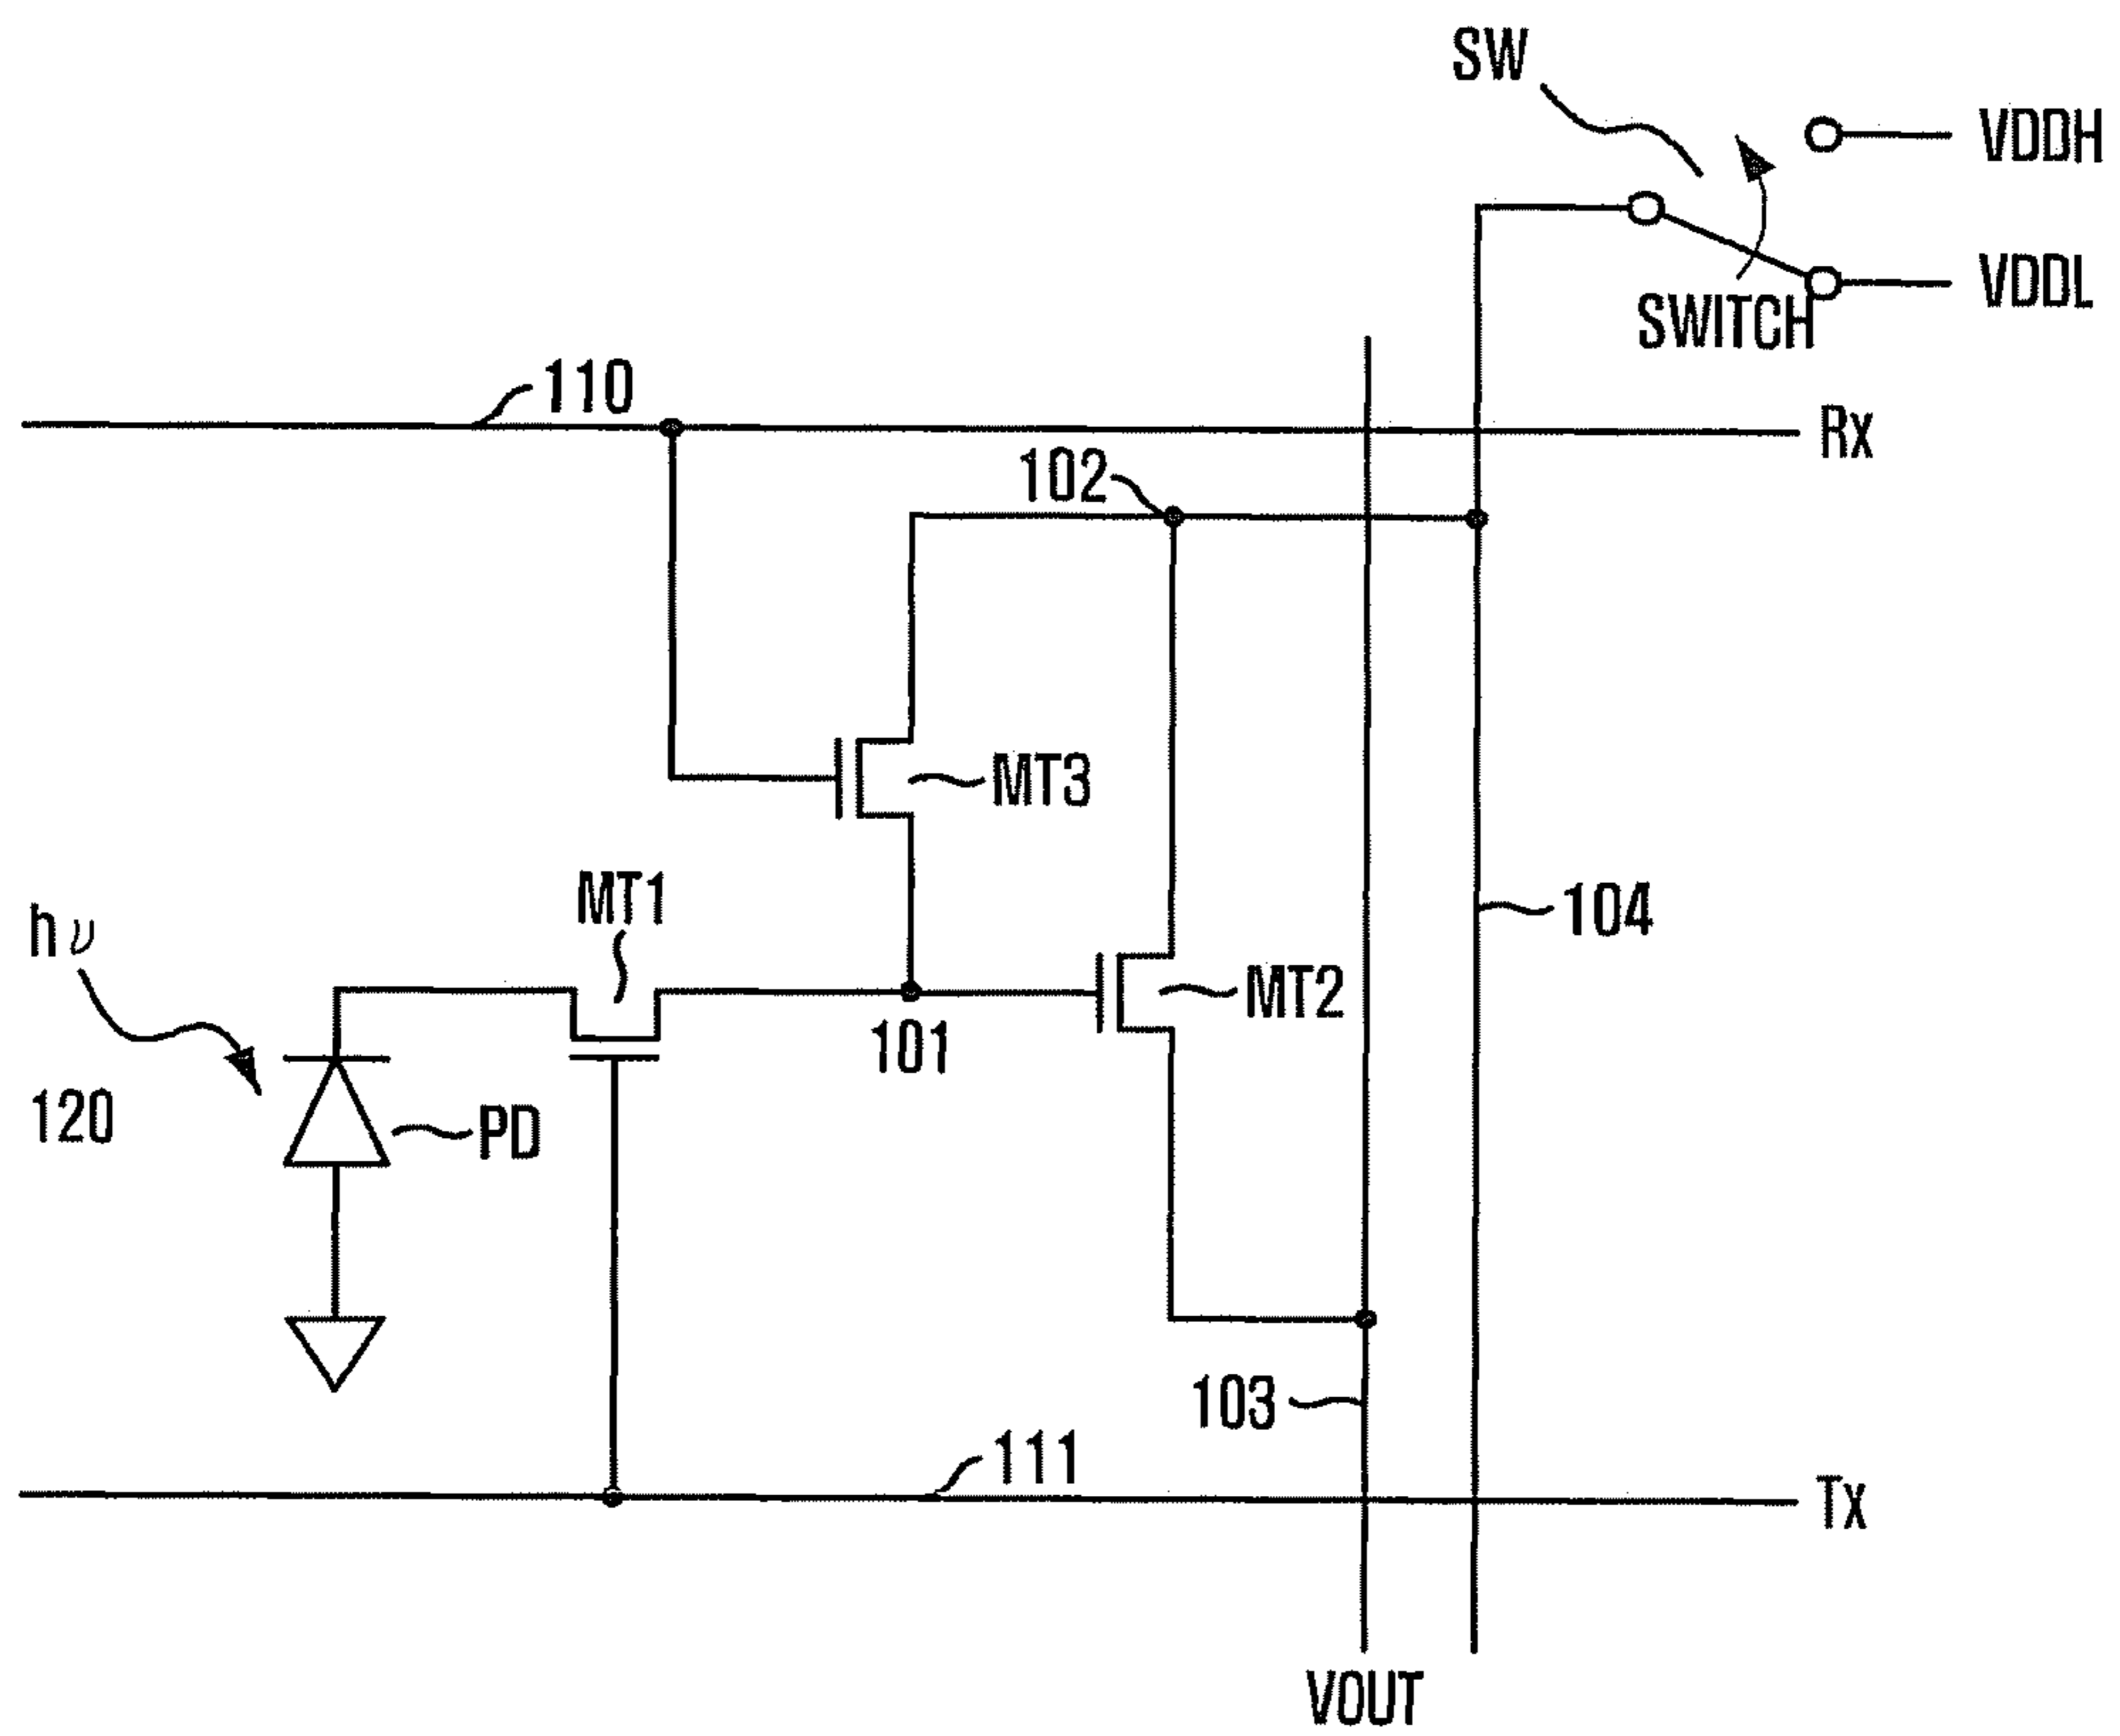 SW
VDDH
VDDL
SWITCH
110
Rx
102
MT3
MT1
104
hν
MT2
101
120
PD
103
111
Tx
VOUT